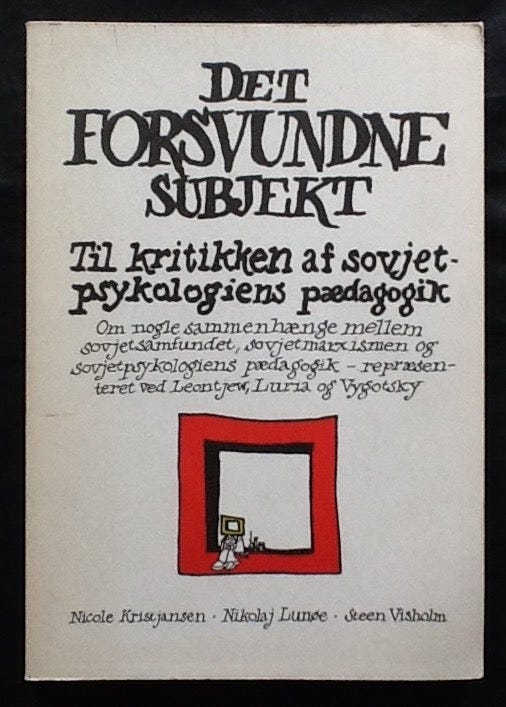 DET
FORSVUNDNE
SUBJEKT
Til kritikken af sovjet-
psykologiens pædagogik
Om nogle sammenhænge mellem
sovjetsamfundet, sovjetmarxismen og
sovjetpsykologiens pædagogik – repræsen-
teret ved Leontjew, Luria og Vygotsky
Nicole Kristjansen · Nikolaj Lunøe · Steen Visholm